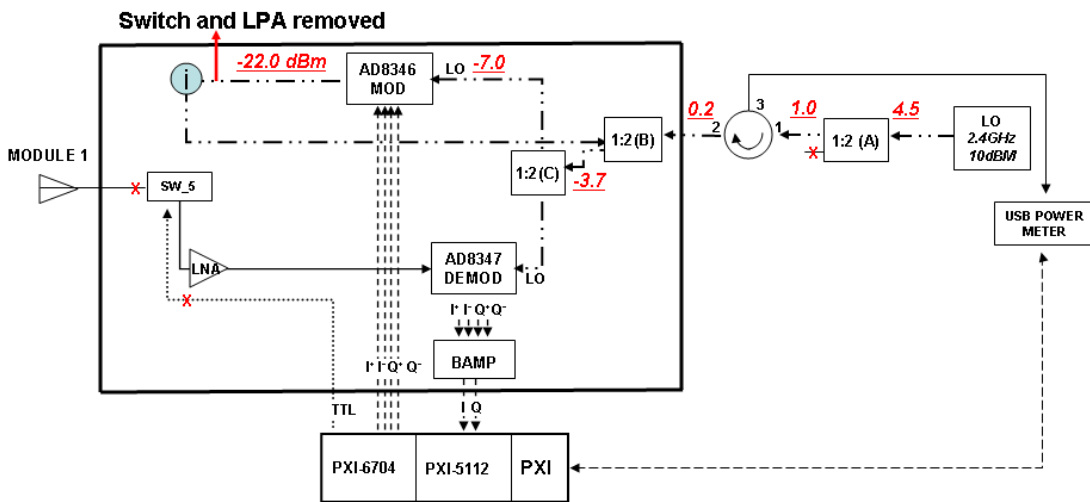 Switch and LPA removed
i
-22.0 dBm
AD8346
MOD
LO
-7.0
0.2
3
2
1
1.0
4.5
LO
2.4GHz
10dBM
1:2 (B)
1:2 (A)
MODULE 1
SW_5
1:2 (C)
-3.7
USB POWER
METER
LNA
AD8347
DEMOD
LO
I+ I- Q+ Q-
BAMP
I+ I- Q+ Q-
TTL
I Q
PXI-6704
PXI-5112
PXI